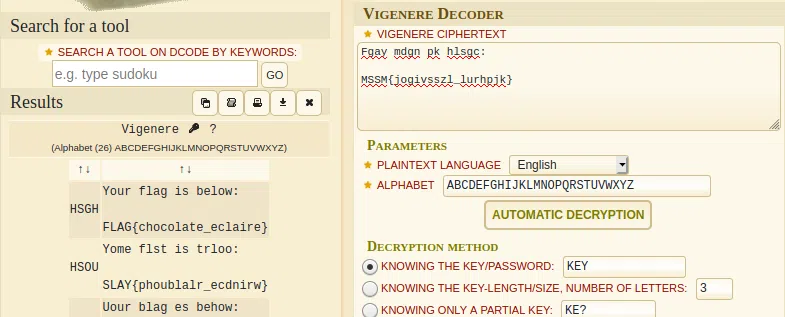 Search for a tool
★ SEARCH A TOOL ON DCODE BY KEYWORDS:
e.g. type sudoku
GO
Results
Vigenere ?
(Alphabet (26) ABCDEFGHIJKLMNOPQRSTUVWXYZ)
↑↓ ↑↓
Your flag is below:
HSGH
FLAG{chocolate_eclaire}
Yome flst is trloo:
HSOU
SLAY{phoublalr_ecdnirw}
Uour blag es behow:
VIGENERE DECODER
★ VIGENERE CIPHERTEXT
Fgay mdgn pk hlsgc:
MSSM{jogivsszl_lurhpjk}
PARAMETERS
★ PLAINTEXT LANGUAGE English
★ ALPHABET ABCDEFGHIJKLMNOPQRSTUVWXYZ
AUTOMATIC DECRYPTION
DECRYPTION METHOD
KNOWING THE KEY/PASSWORD: KEY
KNOWING THE KEY-LENGTH/SIZE, NUMBER OF LETTERS: 3
KNOWING ONLY A PARTIAL KEY: KE?